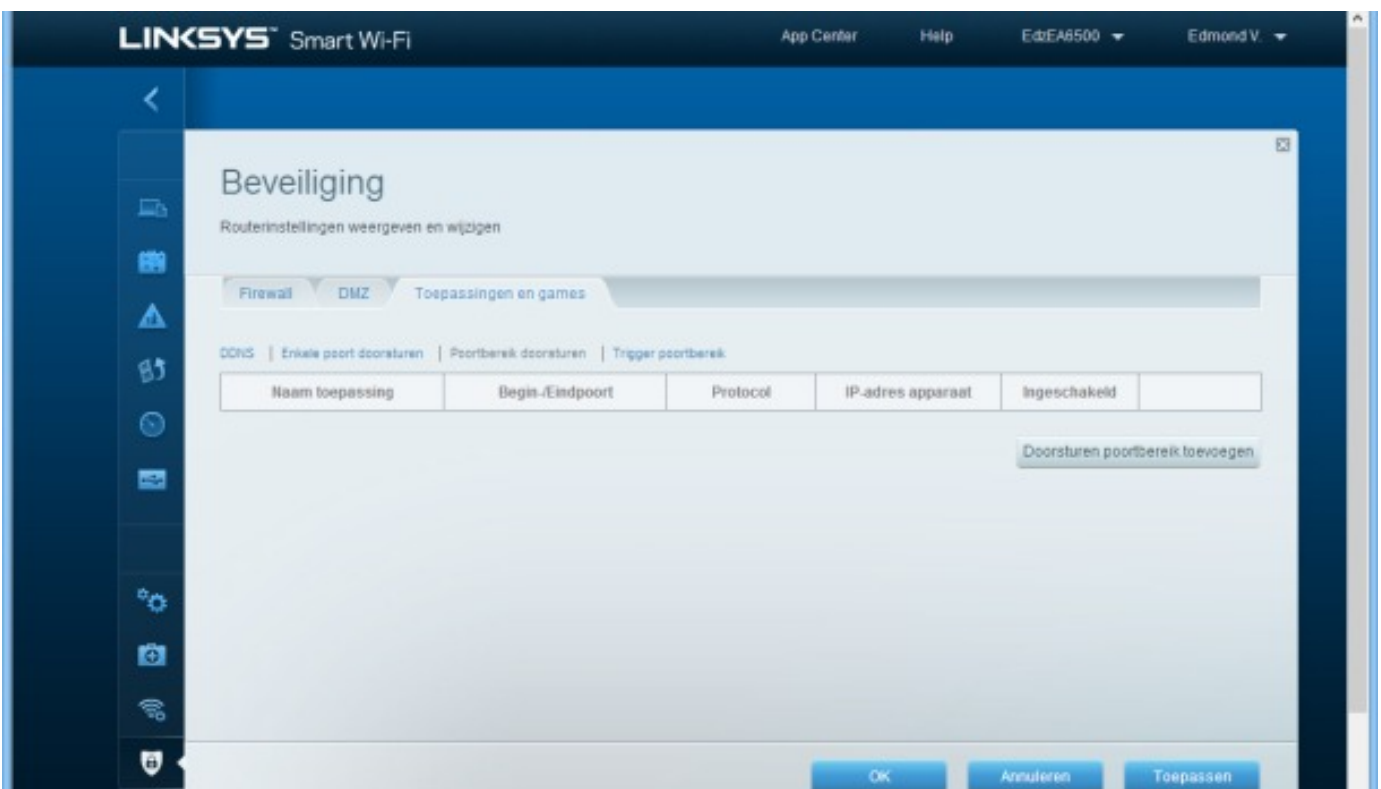 LINKSYS™ Smart Wi-Fi
App Center Help EdzEA6500 Edmond V.
Beveiliging
Routerinstellingen weergeven en wijzigen
Firewall DMZ Toepassingen en games
DDNS | Enkele poort doorsturen | Poortbereik doorsturen | Trigger poortbereik
Naam toepassing Begin-/Eindpoort Protocol IP-adres apparaat Ingeschakeld
Doorsturen poortbereik toevoegen
OK Annuleren Toepassen